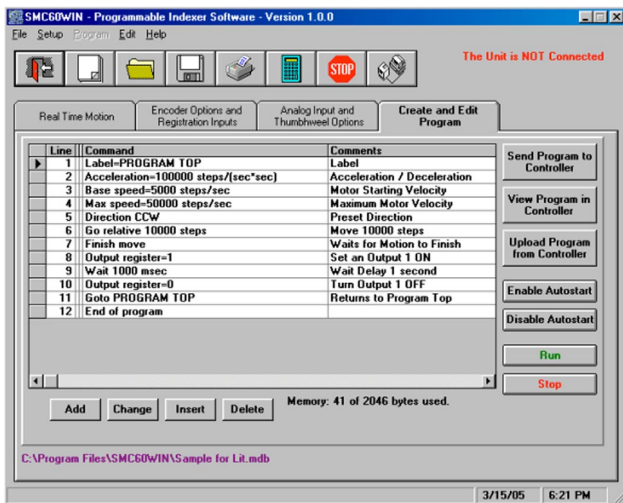 SMC60WIN - Programmable Indexer Software - Version 1.0.0
File Setup Program Edit Help
STOP
The Unit is NOT Connected
Real Time Motion
Encoder Options and
Registration Inputs
Analog Input and
Thumbhweel Options
Create and Edit
Program
Line Command Comments
1 Label=PROGRAM TOP Label
2 Acceleration=100000 steps/(sec*sec) Acceleration / Deceleration
3 Base speed=5000 steps/sec Motor Starting Velocity
4 Max speed=50000 steps/sec Maximum Motor Velocity
5 Direction CCW Preset Direction
6 Go relative 10000 steps Move 10000 steps
7 Finish move Waits for Motion to Finish
8 Output register=1 Set an Output 1 ON
9 Wait 1000 msec Wait Delay 1 second
10 Output register=0 Turn Output 1 OFF
11 Goto PROGRAM TOP Returns to Program Top
12 End of program
Send Program to
Controller
View Program in
Controller
Upload Program
from Controller
Enable Autostart
Disable Autostart
Run
Stop
Add Change Insert Delete
Memory: 41 of 2046 bytes used.
C:\Program Files\SMC60WIN\Sample for Lit.mdb
3/15/05 6:21 PM